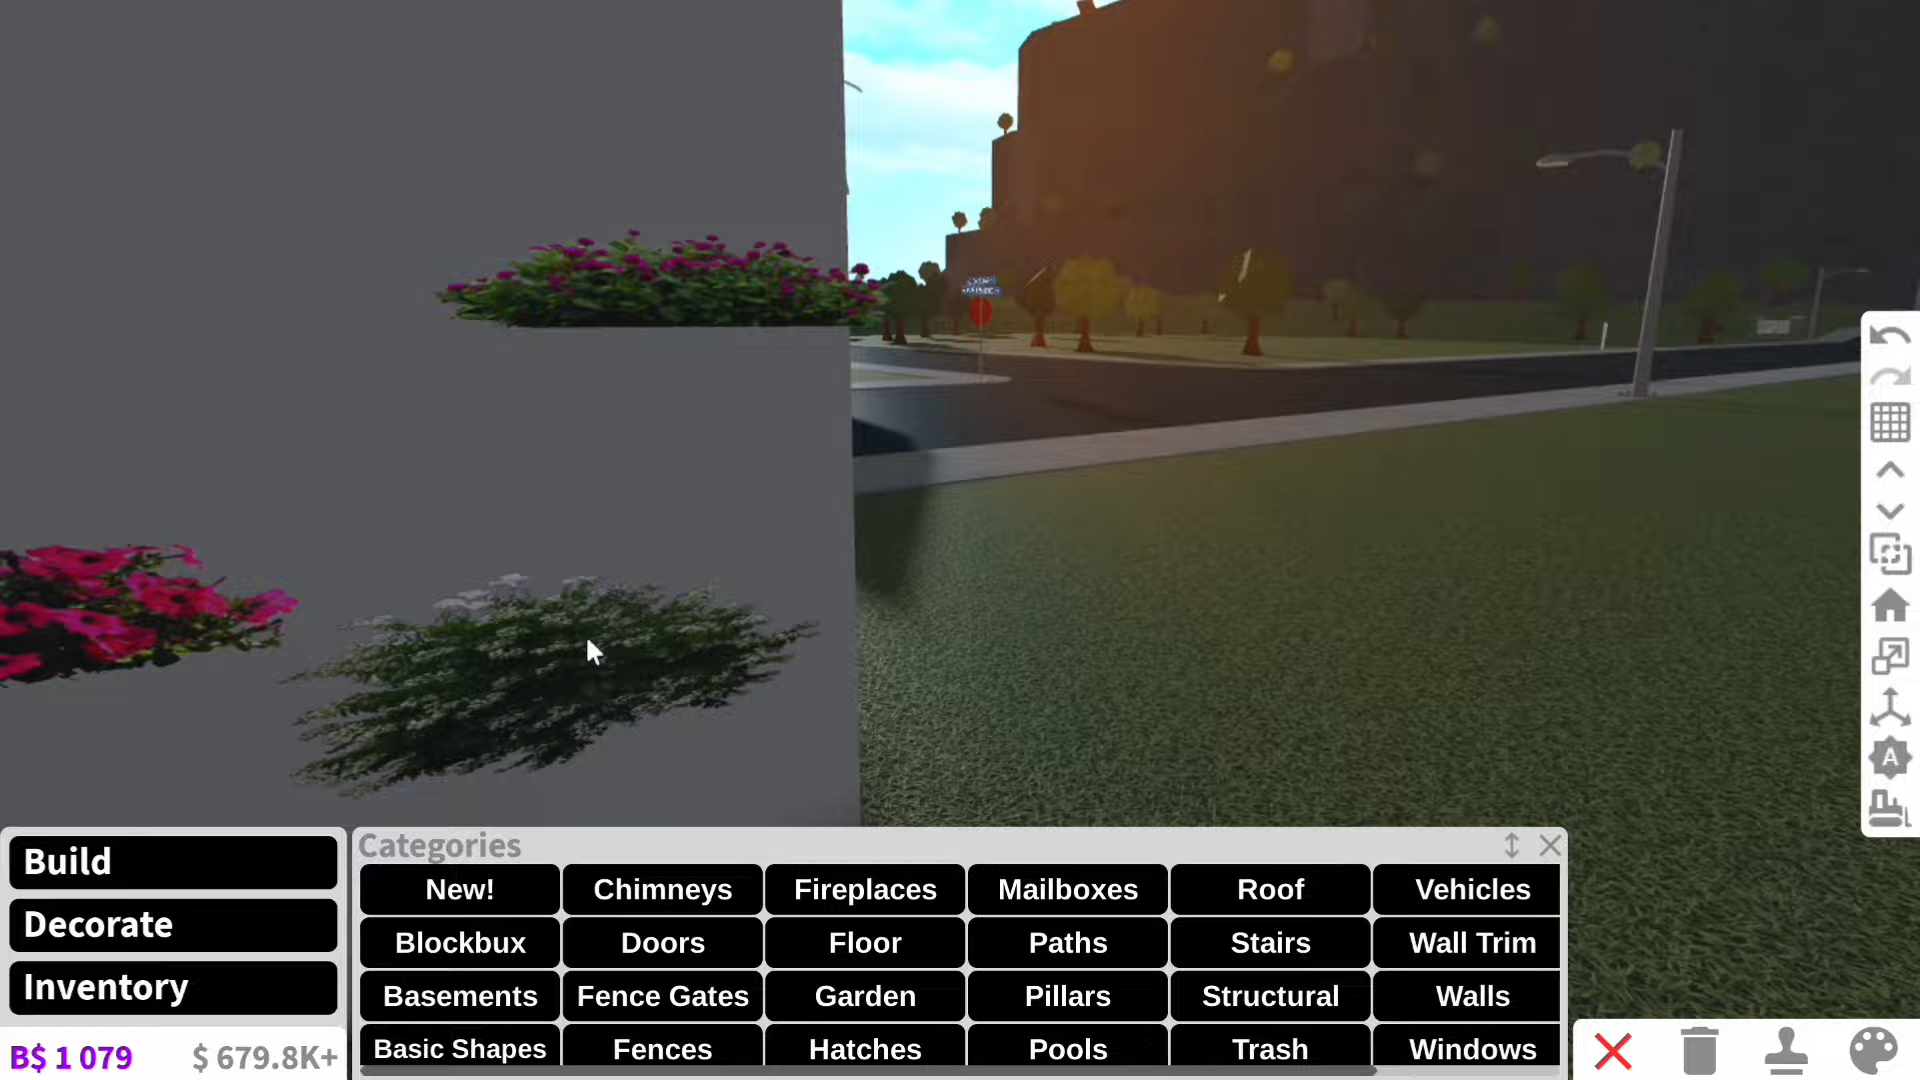 Build
Decorate
Inventory
B$ 1 079 $ 679.8K+
Categories
New! Chimneys Fireplaces Mailboxes Roof Vehicles
Blockbux Doors Floor Paths Stairs Wall Trim
Basements Fence Gates Garden Pillars Structural Walls
Basic Shapes Fences Hatches Pools Trash Windows
A